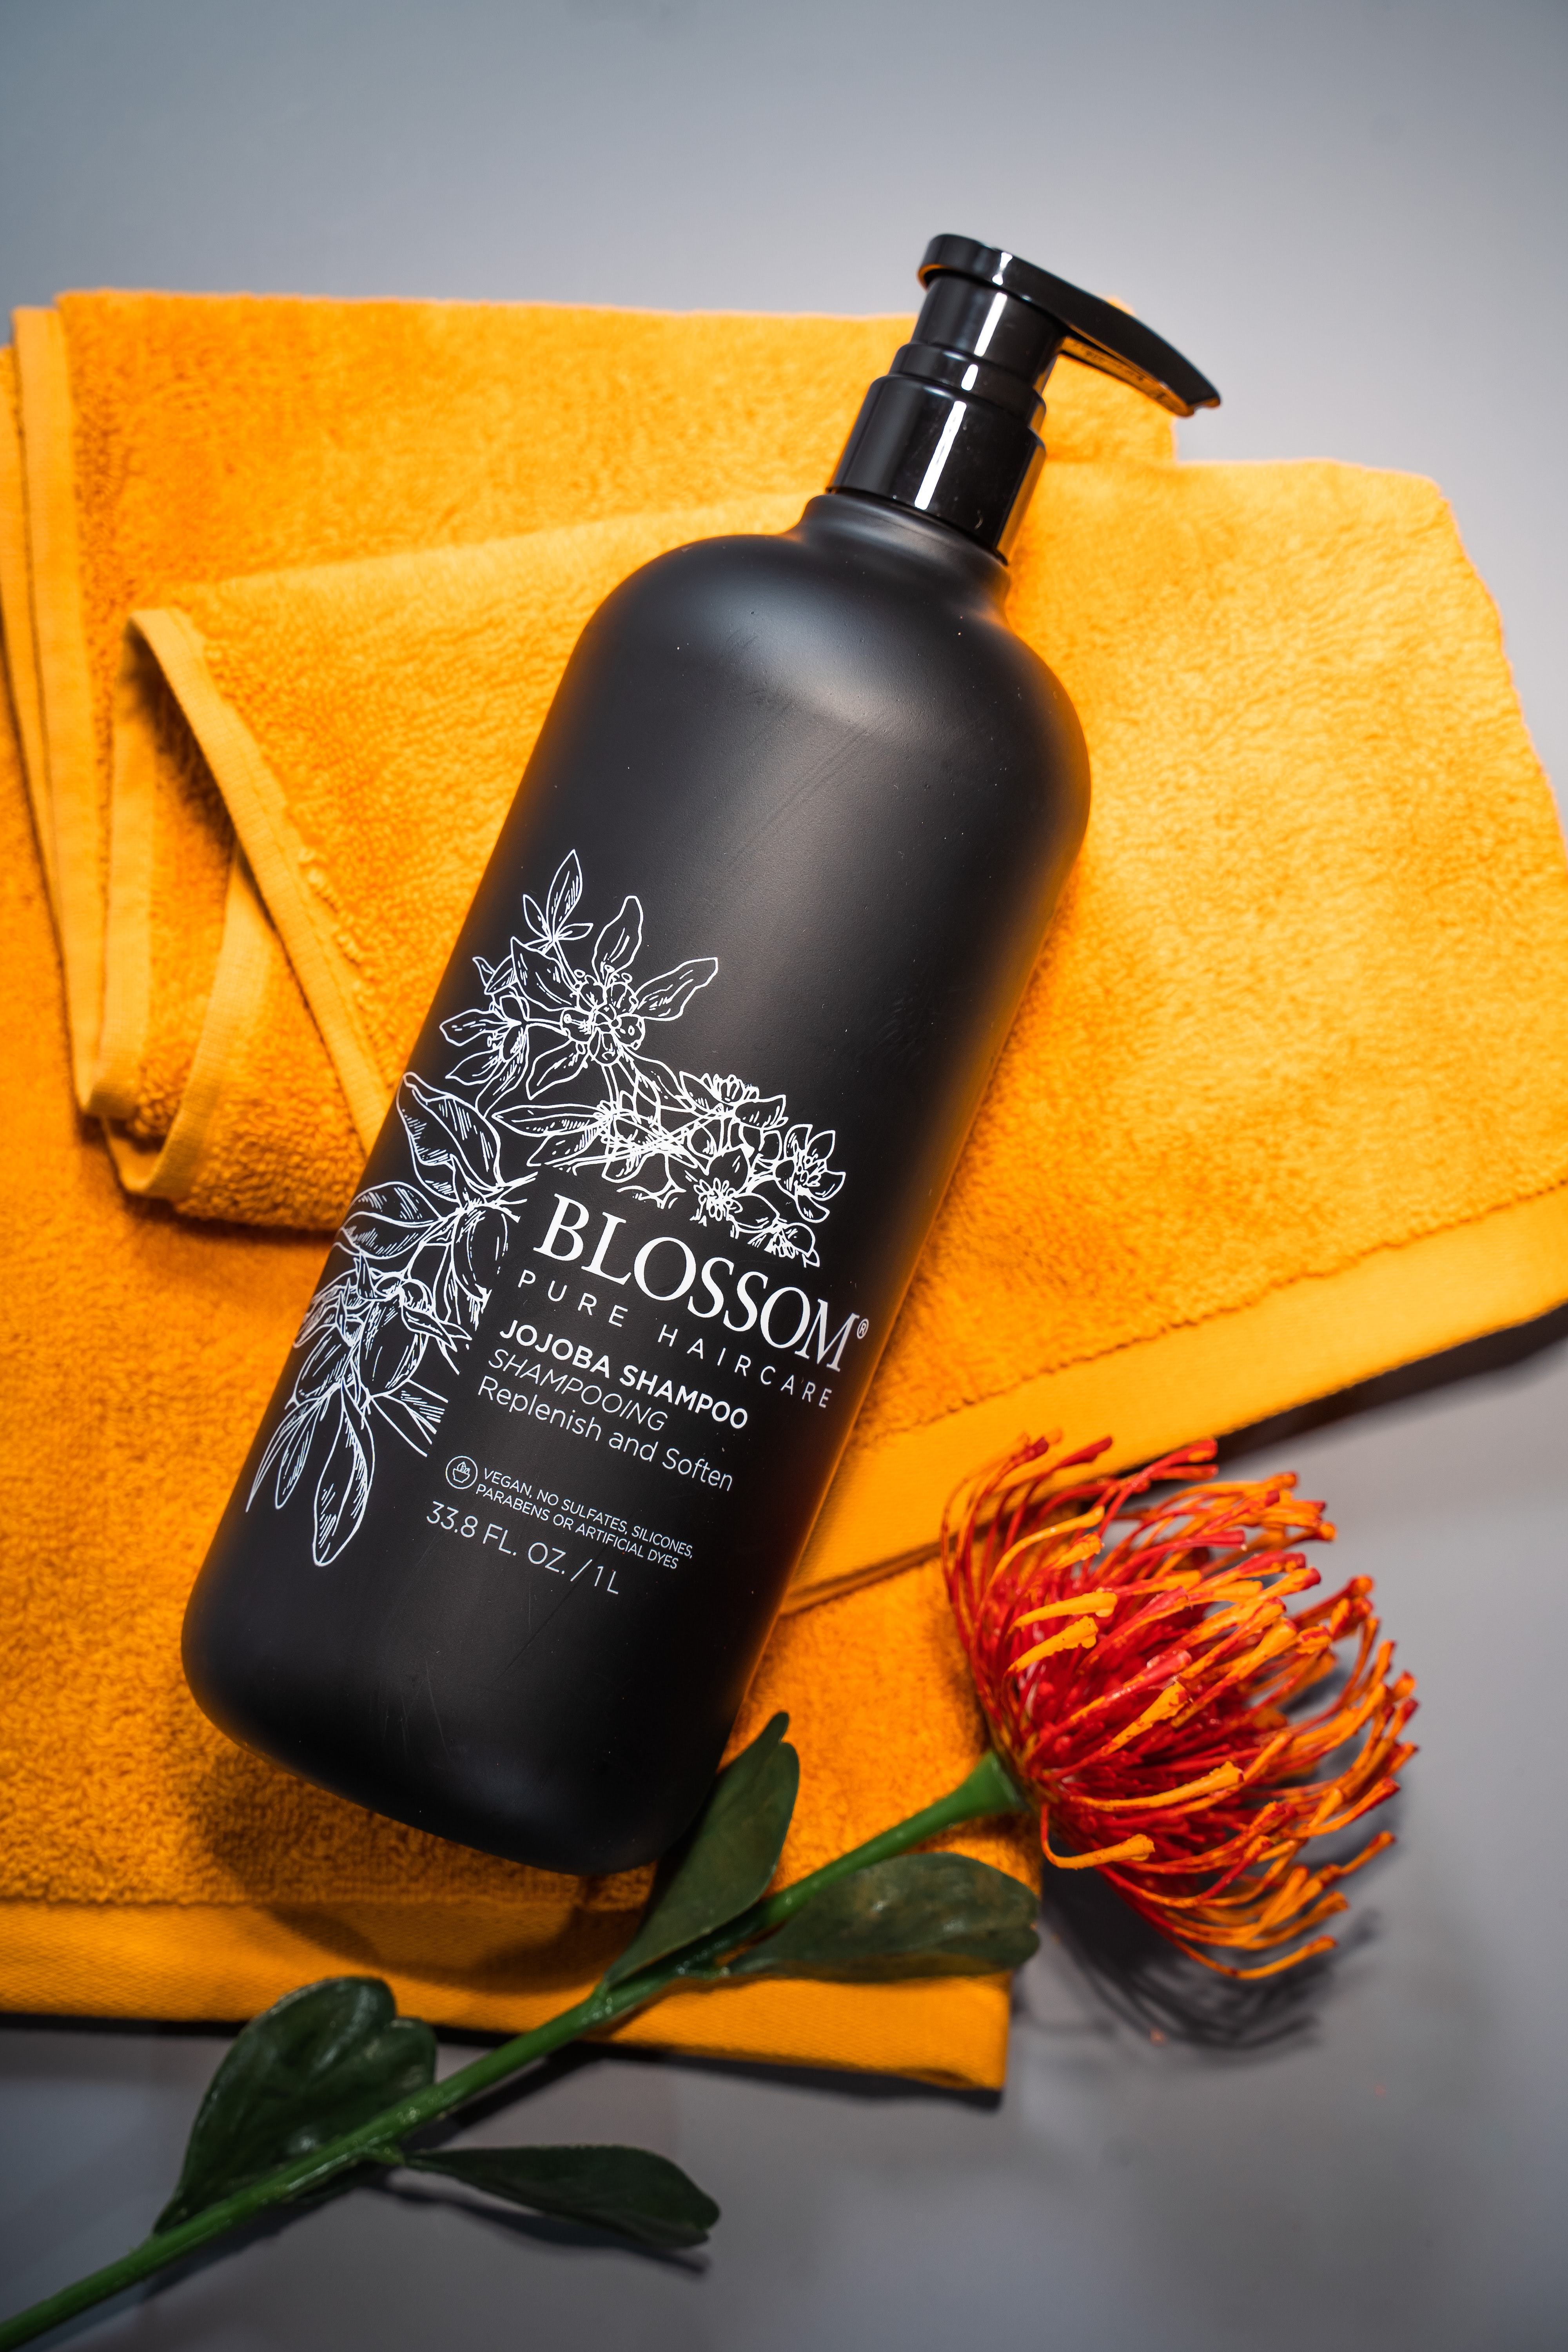 BLOSSOM®
PURE HAIRCARE
JOJOBA SHAMPOO
SHAMPOOING
Replenish and Soften
VEGAN, NO SULFATES, SILICONES,
PARABENS OR ARTIFICIAL DYES
33.8 FL. OZ. / 1 L